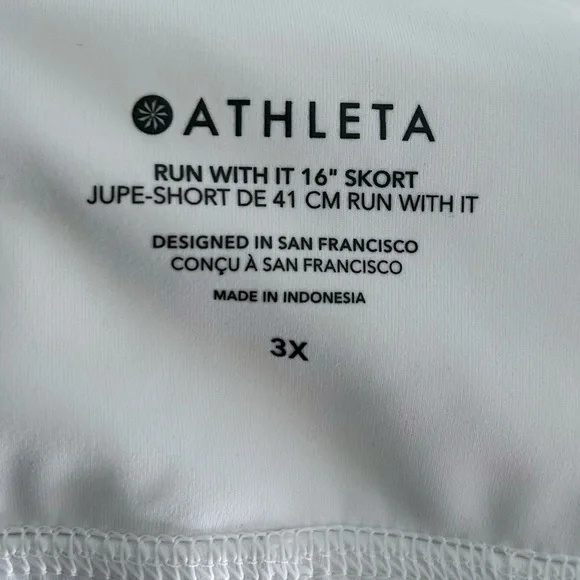 ATHLETA
RUN WITH IT 16" SKORT
JUPE-SHORT DE 41 CM RUN WITH IT
DESIGNED IN SAN FRANCISCO
CONÇU À SAN FRANCISCO
MADE IN INDONESIA
3X